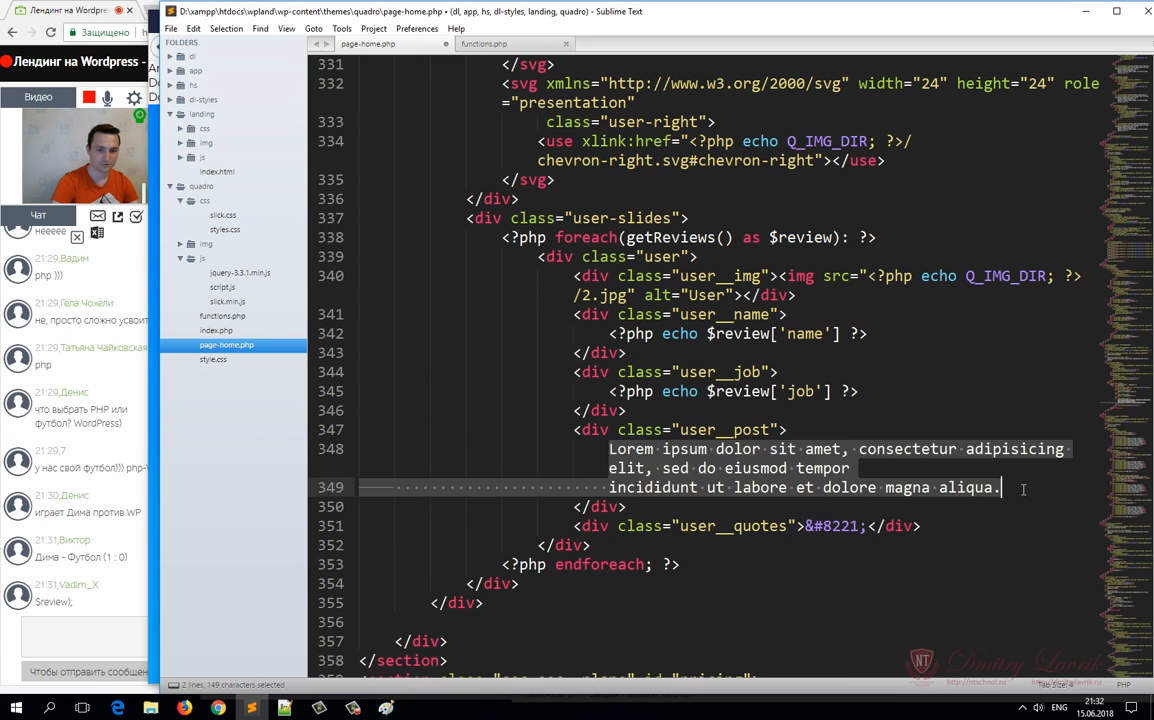 Лендинг на Wordpress
Защищено
Лендинг на Wordpress -
Видео
Чат
нееееее
21:29, Вадим
php )))
21:29, Гела Чохели
не, просто сложно усвоит
21:29, Татьяна Чайковская
php
21:29, Денис
что выбрать PHP или
футбол? WordPress)
21:29, 7
у нас свой футбол))) php-
21:30, Денис
играет Дима против WP
21:31, Виктор
Дима - Футбол (1 : 0)
21:31, Vadim_X
$review);
Чтобы отправить сообщен
D:\xampp\htdocs\wpland\wp-content\themes\quadro\page-home.php • (dl, app, hs, dl-styles, landing, quadro) - Sublime Text
File Edit Selection Find View Goto Tools Project Preferences Help
FOLDERS
dl
app
hs
dl-styles
landing
css
img
js
index.html
quadro
css
slick.css
styles.css
img
js
jquery-3.3.1.min.js
script.js
slick.min.js
functions.php
index.php
page-home.php
style.css
page-home.php
functions.php
331 </svg>
332 <svg xmlns="http://www.w3.org/2000/svg" width="24" height="24" role
="presentation"
333 class="user-right">
334 <use xlink:href="<?php echo Q_IMG_DIR; ?>/
chevron-right.svg#chevron-right"></use>
335 </svg>
336 </div>
337 <div class="user-slides">
338 <?php foreach(getReviews() as $review): ?>
339 <div class="user">
340 <div class="user__img"><img src="<?php echo Q_IMG_DIR; ?>
/2.jpg" alt="User"></div>
341 <div class="user__name">
342 <?php echo $review['name'] ?>
343 </div>
344 <div class="user__job">
345 <?php echo $review['job'] ?>
346 </div>
347 <div class="user__post">
348 Lorem ipsum dolor sit amet, consectetur adipisicing
elit, sed do eiusmod tempor
349 incididunt ut labore et dolore magna aliqua.
350 </div>
351 <div class="user__quotes">&#8221;</div>
352 </div>
353 <?php endforeach; ?>
354 </div>
355 </div>
356
357 </div>
358 </section>
NT
Dmitry Lavrik
2 lines, 149 characters selected
Tab Size: 4
PHP
ENG
21:32
15.06.2018